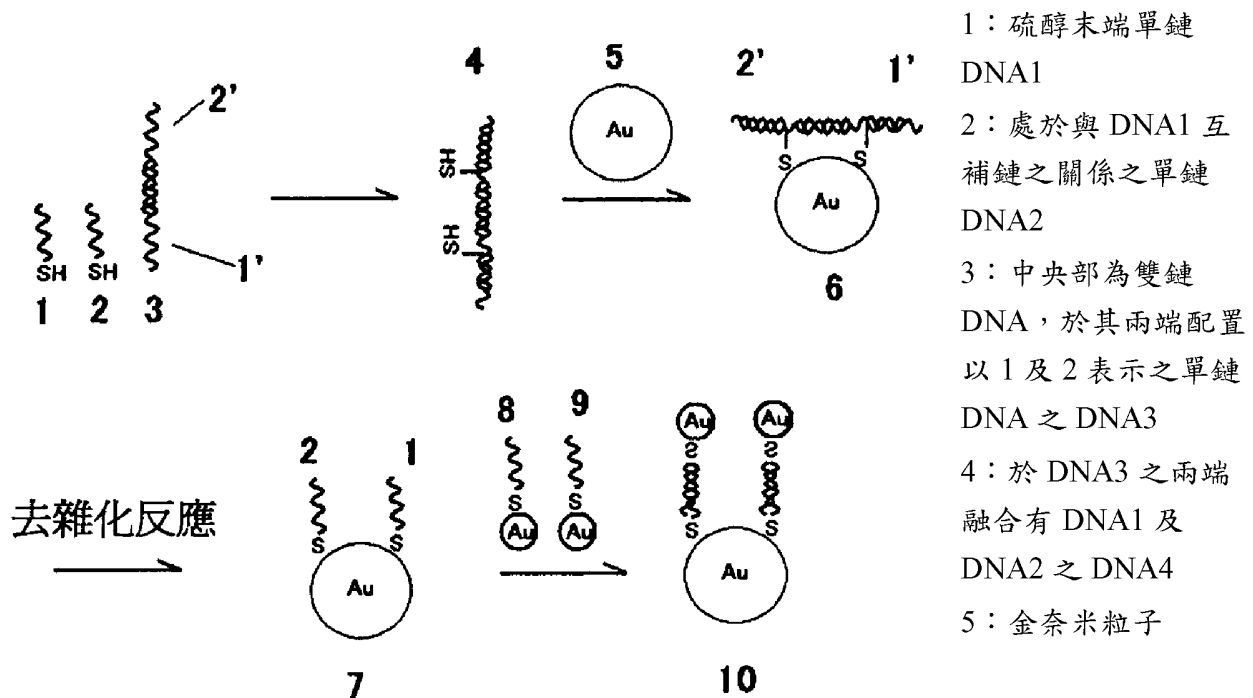 4
5
2'
1'
2'
Au
SH
S
S
SH
Au
SH
SH
1'
1
2
3
6
8
9
Au
Au
2
1
S
S
去雜化反應
S
S
Au
Au
S
S
S
S
Au
Au
7
10
1：硫醇末端單鏈
DNA1
2：處於與 DNA1 互
補鏈之關係之單鏈
DNA2
3：中央部為雙鏈
DNA，於其兩端配置
以 1 及 2 表示之單鏈
DNA 之 DNA3
4：於 DNA3 之兩端
融合有 DNA1 及
DNA2 之 DNA4
5：金奈米粒子